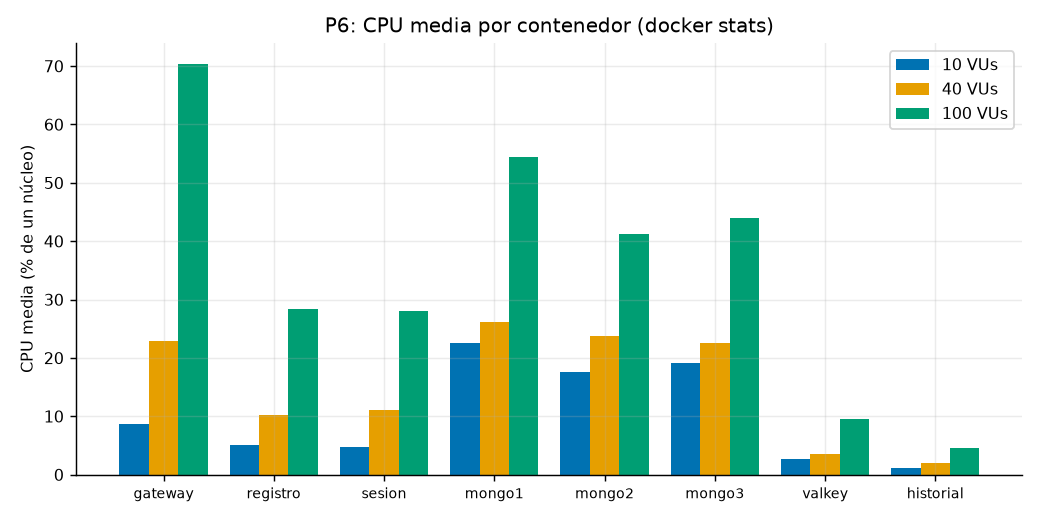 P6: CPU media por contenedor (docker stats)
10 VUs
40 VUs
100 VUs
CPU media (% de un núcleo)
70
60
50
40
30
20
10
0
gateway registro sesion mongo1 mongo2 mongo3 valkey historial